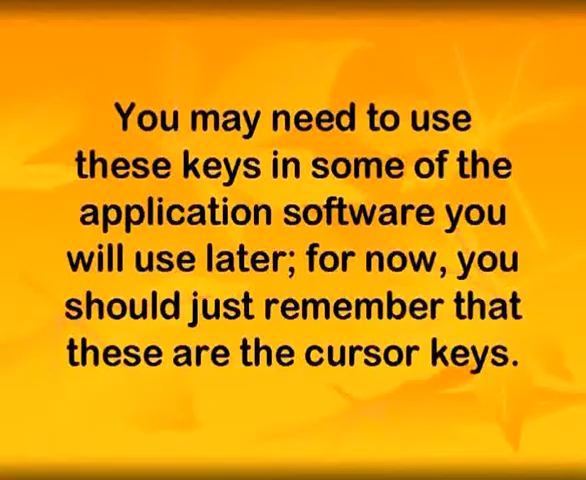 You may need to use
these keys in some of the
application software you
will use later; for now, you
should just remember that
these are the cursor keys.